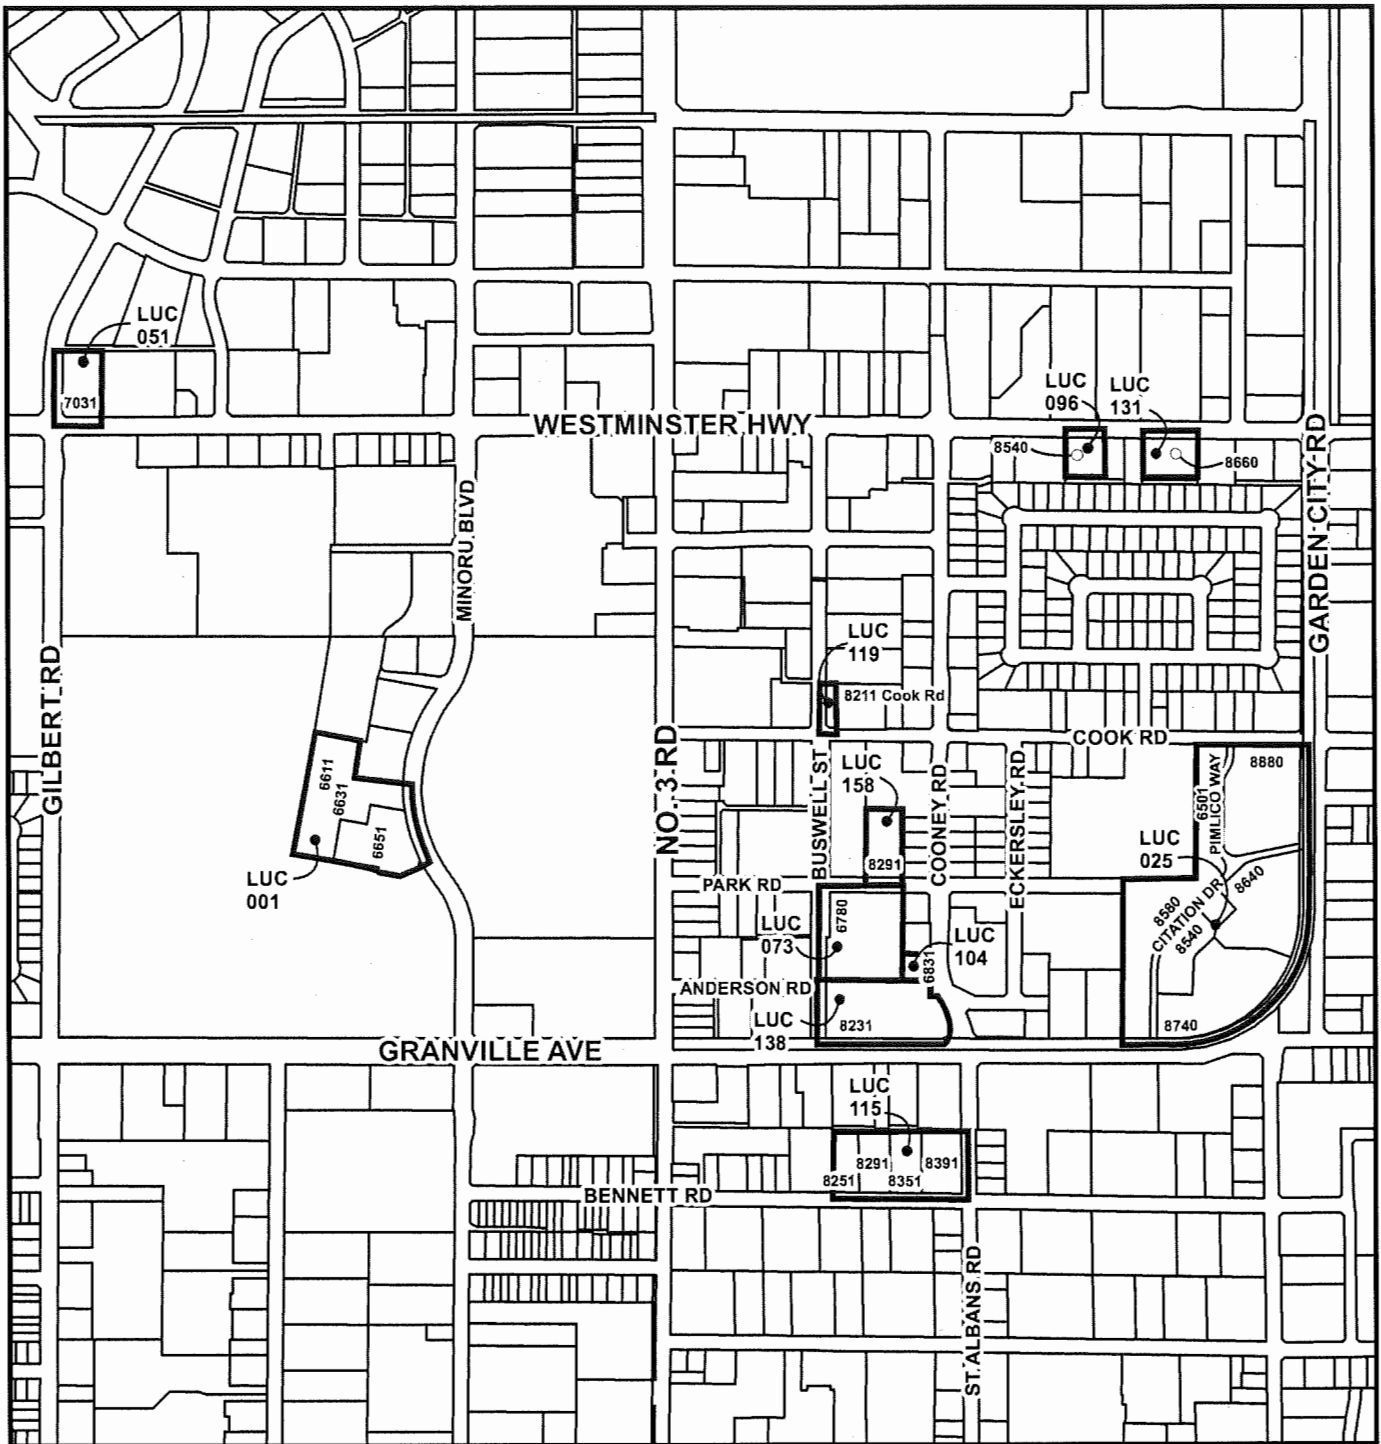 LUC
051
7031
WESTMINSTER HWY
LUC
096
LUC
131
8540
8660
MINORU BLVD
GARDEN CITY RD
GILBERT RD
LUC
119
8211 Cook Rd
COOK RD
NO. 3 RD
6611
6631
6651
LUC
001
BUSWELL ST
LUC
158
8291
COONEY RD
ECKERSLEY RD
PARK RD
6780
LUC
073
LUC
104
6831
ANDERSON RD
LUC
138
8231
8880
6501
PIMLICO WAY
LUC
025
8640
8580
CITATION DR
8540
8740
GRANVILLE AVE
LUC
115
8251
8291
8351
8391
BENNETT RD
ST. ALBANS RD